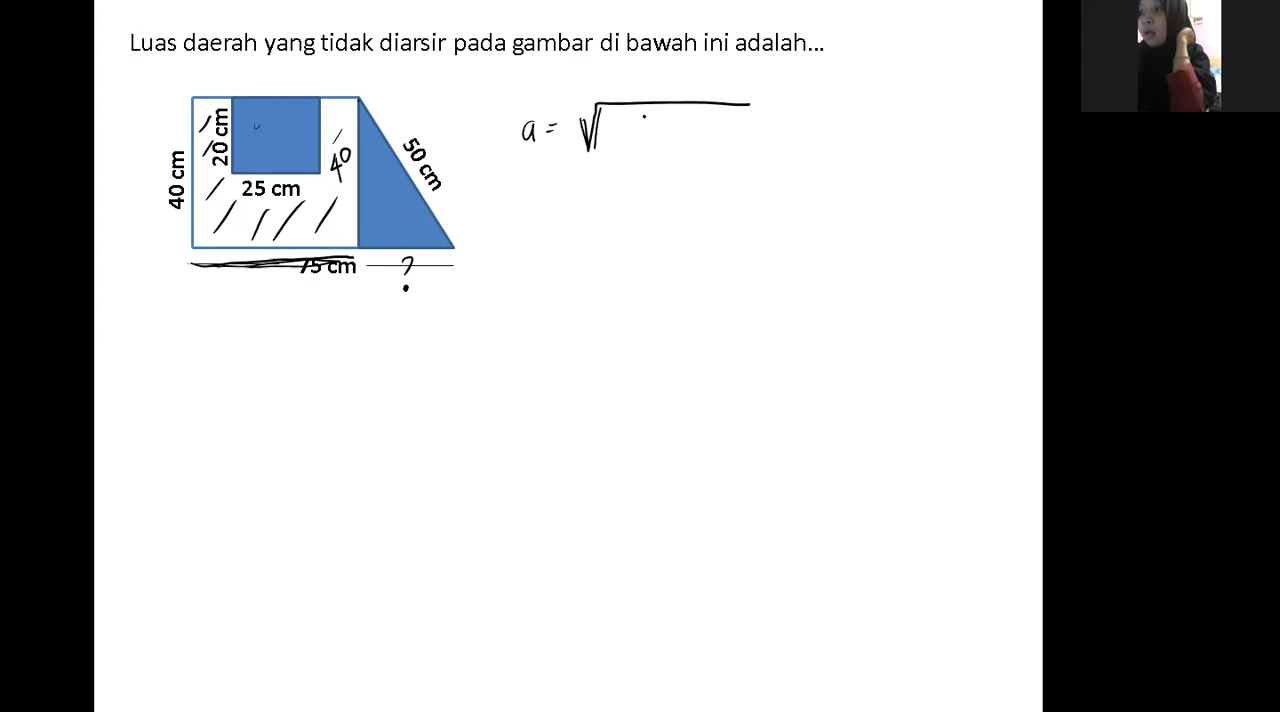 Luas daerah yang tidak diarsir pada gambar di bawah ini adalah...
20 cm
40 cm
40
50 cm
25 cm
75 cm
?
a = √